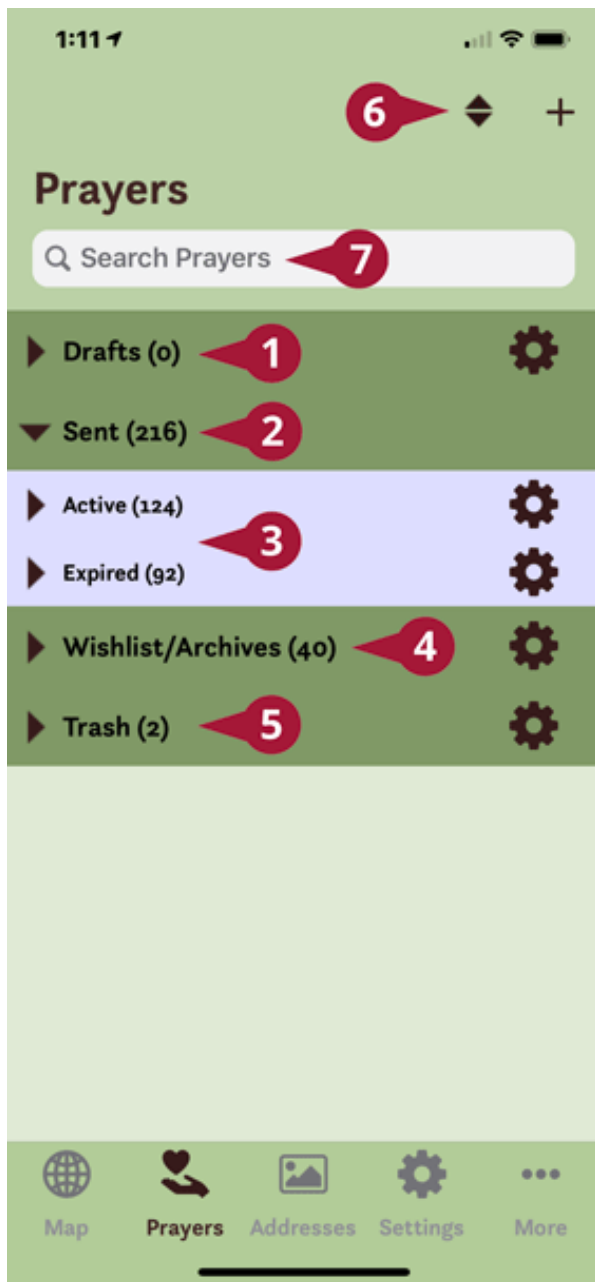 1:11
6
+
Prayers
Search Prayers 7
Drafts (0) 1
Sent (216) 2
Active (124)
3
Expired (92)
Wishlist/Archives (40) 4
Trash (2) 5
Map Prayers Addresses Settings More